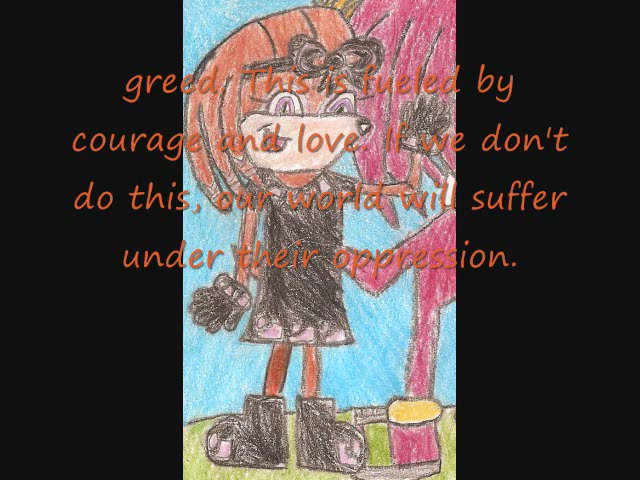 greed. This is fueled by
courage and love. If we don't
do this, our world will suffer
under their oppression.